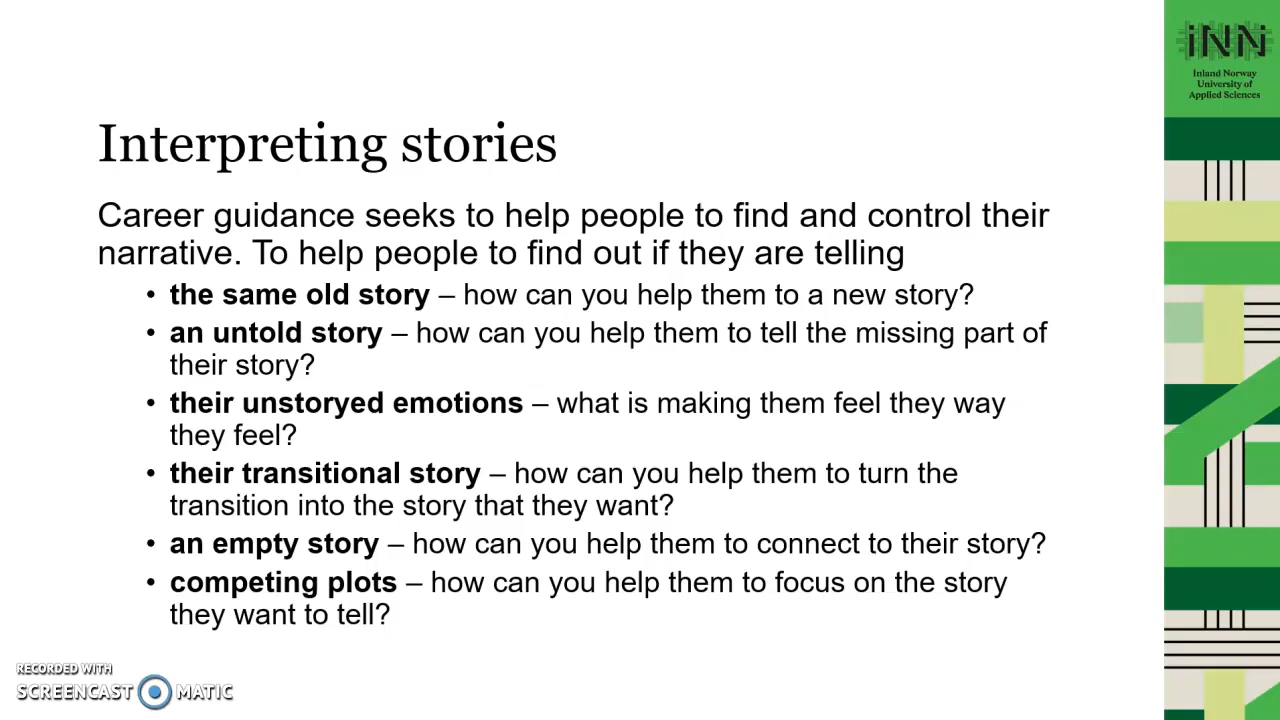 iNN
Inland Norway
University of
Applied Sciences
Interpreting stories
Career guidance seeks to help people to find and control their
narrative. To help people to find out if they are telling
• the same old story – how can you help them to a new story?
• an untold story – how can you help them to tell the missing part of
their story?
• their unstoryed emotions – what is making them feel they way
they feel?
• their transitional story – how can you help them to turn the
transition into the story that they want?
• an empty story – how can you help them to connect to their story?
• competing plots – how can you help them to focus on the story
they want to tell?
RECORDED WITH
SCREENCAST MATIC